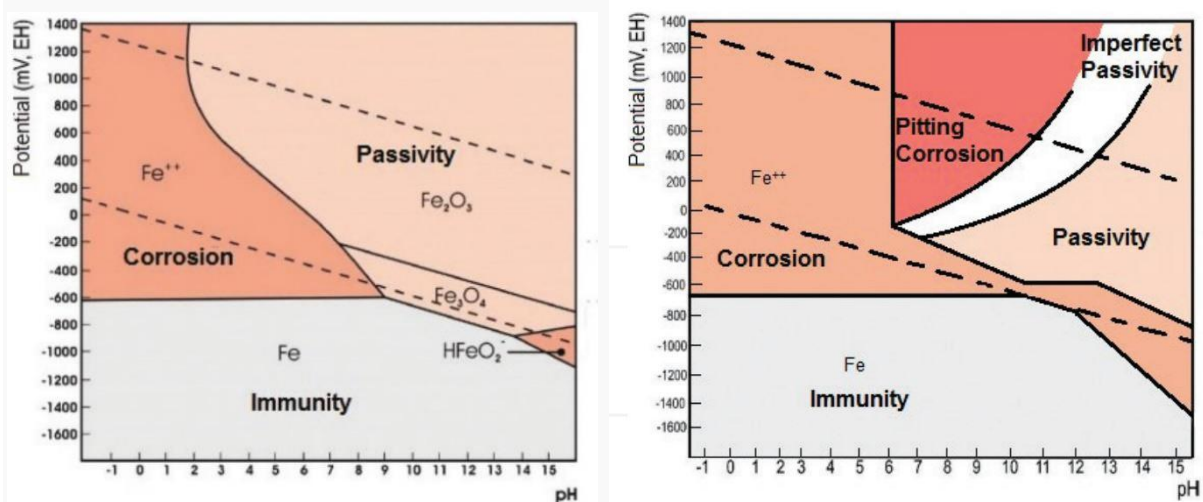 Potential (mV, EH)
1400
1200
1000
800
600
400
200
0
-200
-400
-600
-800
-1000
-1200
-1400
-1600
Fe++
Passivity
Fe₂O₃
Corrosion
Fe₃O₄
HFeO₂-
Fe
Immunity
-1 0 1 2 3 4 5 6 7 8 9 10 11 12 13 14 15
pH
Potential (mV, EH)
1400
1200
1000
800
600
400
1400
0
-200
-400
-600
-800
-1000
-1200
-1400
-1600
Imperfect
Passivity
Pitting
Corrosion
Fe++
Passivity
Corrosion
Fe
Immunity
-1 0 1 2 3 4 5 6 7 8 9 10 11 12 13 14 15
pH